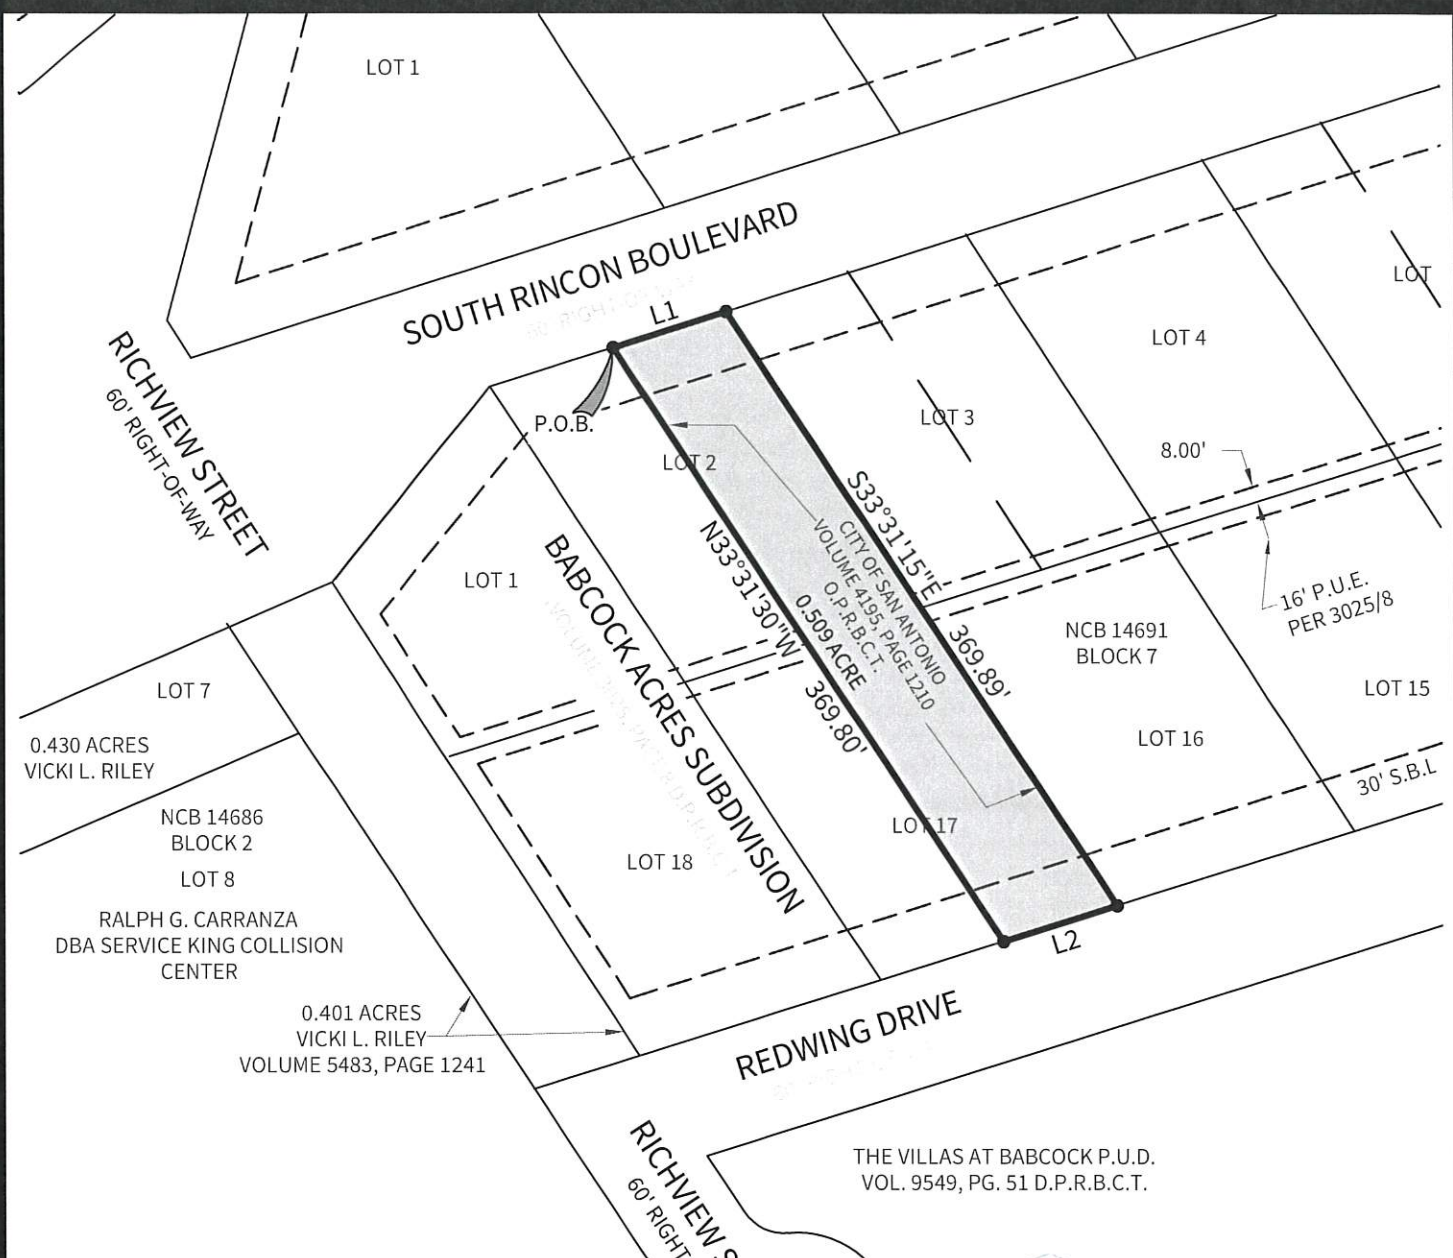 LOT 1
SOUTH RINCON BOULEVARD
60' RIGHT-OF-WAY
L1
LOT
LOT 4
RICHVIEW STREET
60' RIGHT-OF-WAY
P.O.B.
LOT 3
LOT 2
8.00'
S33°31'15"E
369.89'
CITY OF SAN ANTONIO
VOLUME 4195, PAGE 1210
O.P.R.B.C.T.
0.509 ACRE
N33°31'30"W
369.80'
LOT 1
BABCOCK ACRES SUBDIVISION
16' P.U.E.
PER 3025/8
NCB 14691
BLOCK 7
LOT 7
LOT 15
0.430 ACRES
VICKI L. RILEY
LOT 16
30' S.B.L
NCB 14686
BLOCK 2
LOT 17
LOT 18
LOT 8
RALPH G. CARRANZA
DBA SERVICE KING COLLISION
CENTER
L2
0.401 ACRES
VICKI L. RILEY
VOLUME 5483, PAGE 1241
REDWING DRIVE
RICHVIEW S
60' RIGHT-
THE VILLAS AT BABCOCK P.U.D.
VOL. 9549, PG. 51 D.P.R.B.C.T.